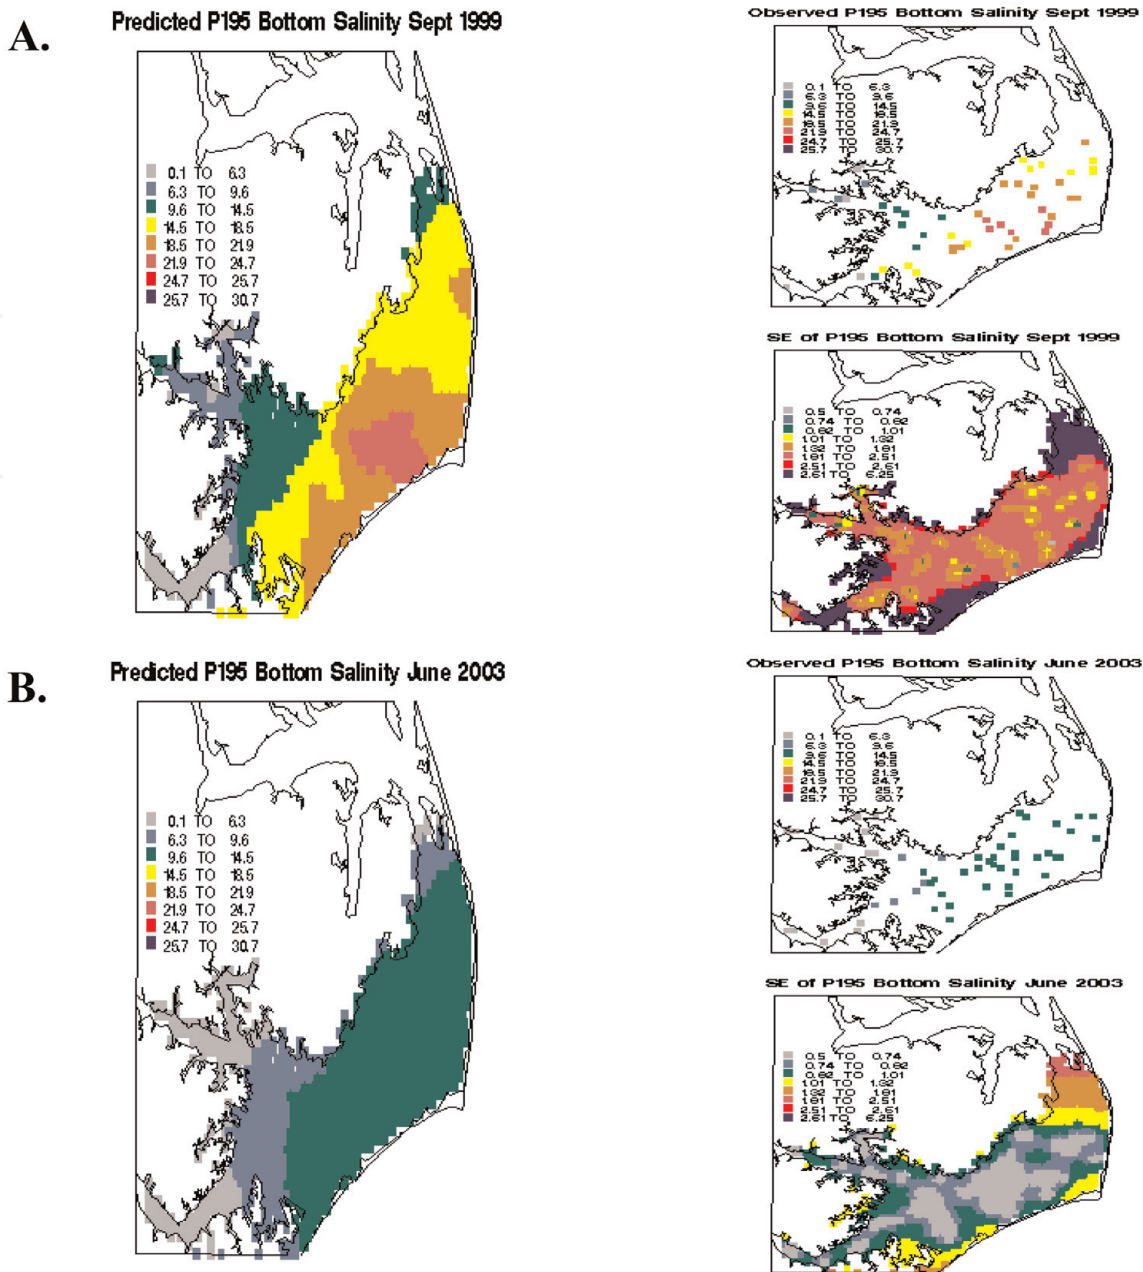 A.
Predicted P195 Bottom Salinity Sept 1999
0.1 TO 6.3
6.3 TO 9.6
9.6 TO 14.5
14.5 TO 18.5
18.5 TO 21.9
21.9 TO 24.7
24.7 TO 25.7
25.7 TO 30.7
Observed P195 Bottom Salinity Sept 1999
0.1 TO 6.3
6.3 TO 9.6
9.6 TO 14.5
14.5 TO 18.5
18.5 TO 21.9
21.9 TO 24.7
24.7 TO 25.7
25.7 TO 30.7
SE of P195 Bottom Salinity Sept 1999
0.5 TO 0.74
0.74 TO 0.82
0.82 TO 1.01
1.01 TO 1.32
1.32 TO 1.81
1.81 TO 2.51
2.51 TO 2.61
2.61 TO 6.25
B.
Predicted P195 Bottom Salinity June 2003
0.1 TO 6.3
6.3 TO 9.6
9.6 TO 14.5
14.5 TO 18.5
18.5 TO 21.9
21.9 TO 24.7
24.7 TO 25.7
25.7 TO 30.7
Observed P195 Bottom Salinity June 2003
0.1 TO 6.3
6.3 TO 9.6
9.6 TO 14.5
14.5 TO 18.5
18.5 TO 21.9
21.9 TO 24.7
24.7 TO 25.7
25.7 TO 30.7
SE of P195 Bottom Salinity June 2003
0.5 TO 0.74
0.74 TO 0.82
0.82 TO 1.01
1.01 TO 1.32
1.32 TO 1.81
1.81 TO 2.51
2.51 TO 2.61
2.61 TO 6.25